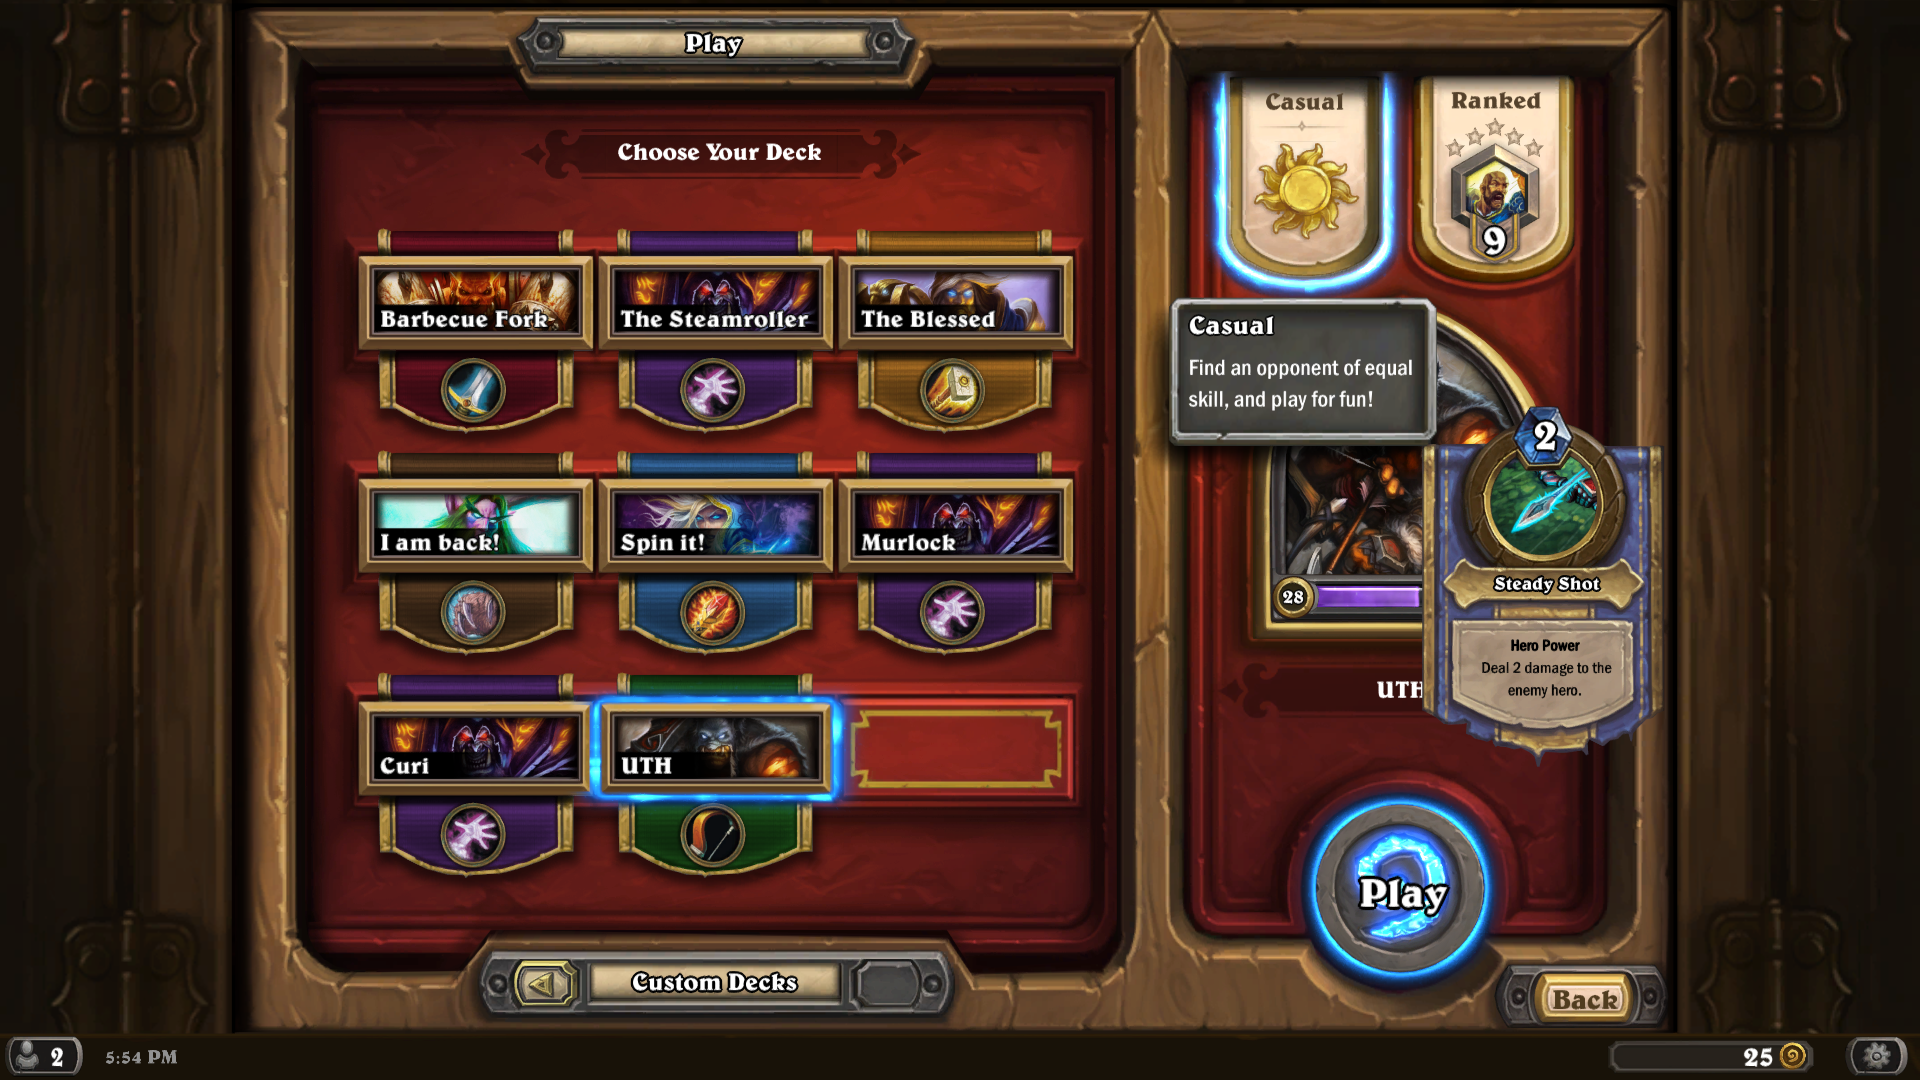 Play
Choose Your Deck
Barbecue Fork
The Steamroller
The Blessed
I am back!
Spin it!
Murlock
Curi
UTH
Custom Decks
Casual
Ranked
9
Casual
Find an opponent of equal
skill, and play for fun!
2
Steady Shot
Hero Power
Deal 2 damage to the
enemy hero.
28
UTH
Play
Back
2
5:54 PM
25